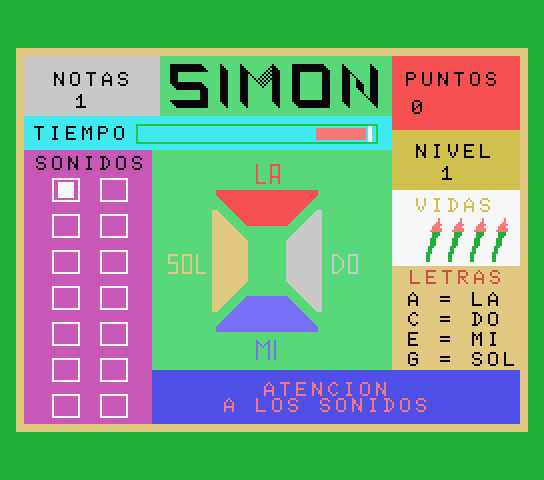 NOTAS
1
SIMON
PUNTOS
0
TIEMPO
NIVEL
1
SONIDOS
VIDAS
LA
SOL
DO
MI
LETRAS
A = LA
C = DO
E = MI
G = SOL
ATENCION
A LOS SONIDOS